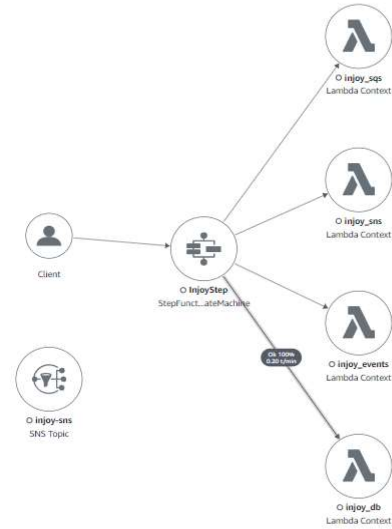 injoy_sqs
Lambda Context
injoy_sns
Lambda Context
Client
InjoyStep
StepFunct...ateMachine
Ok 100%
0.20 t/min
injoy_events
Lambda Context
injoy-sns
SNS Topic
injoy_db
Lambda Context